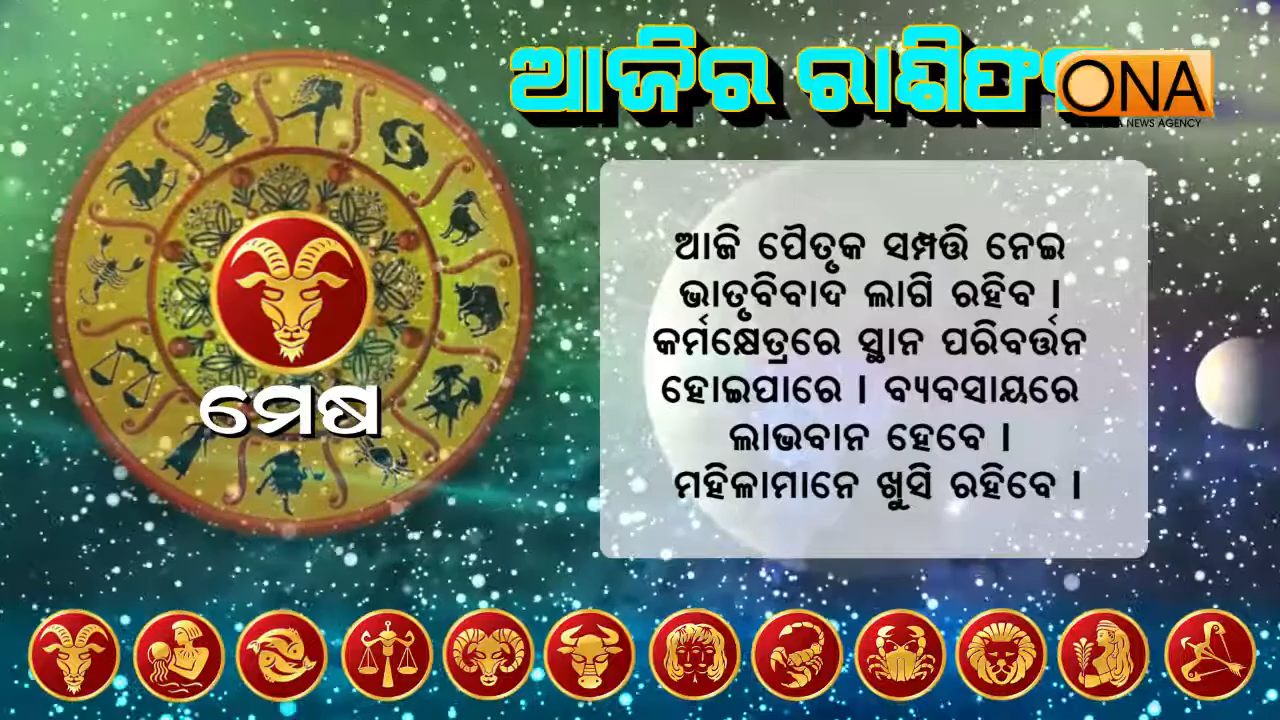 ଆଜିର
ONA
NEWS AGENCY
ଆଜି ପୈତୃକ ସମ୍ପତ୍ତି ନେଇ
ଭାତୃବିବାଦ ଲାଗି ରହିବ ।
କର୍ମକ୍ଷେତ୍ରରେ ସ୍ଥାନ ପରିବର୍ତ୍ତନ
ହୋଇପାରେ । ବ୍ୟବସାୟରେ
ଲାଭବାନ ହେବେ ।
ମହିଳାମାନେ ଖୁସି ରହିବେ ।
ମେଷ